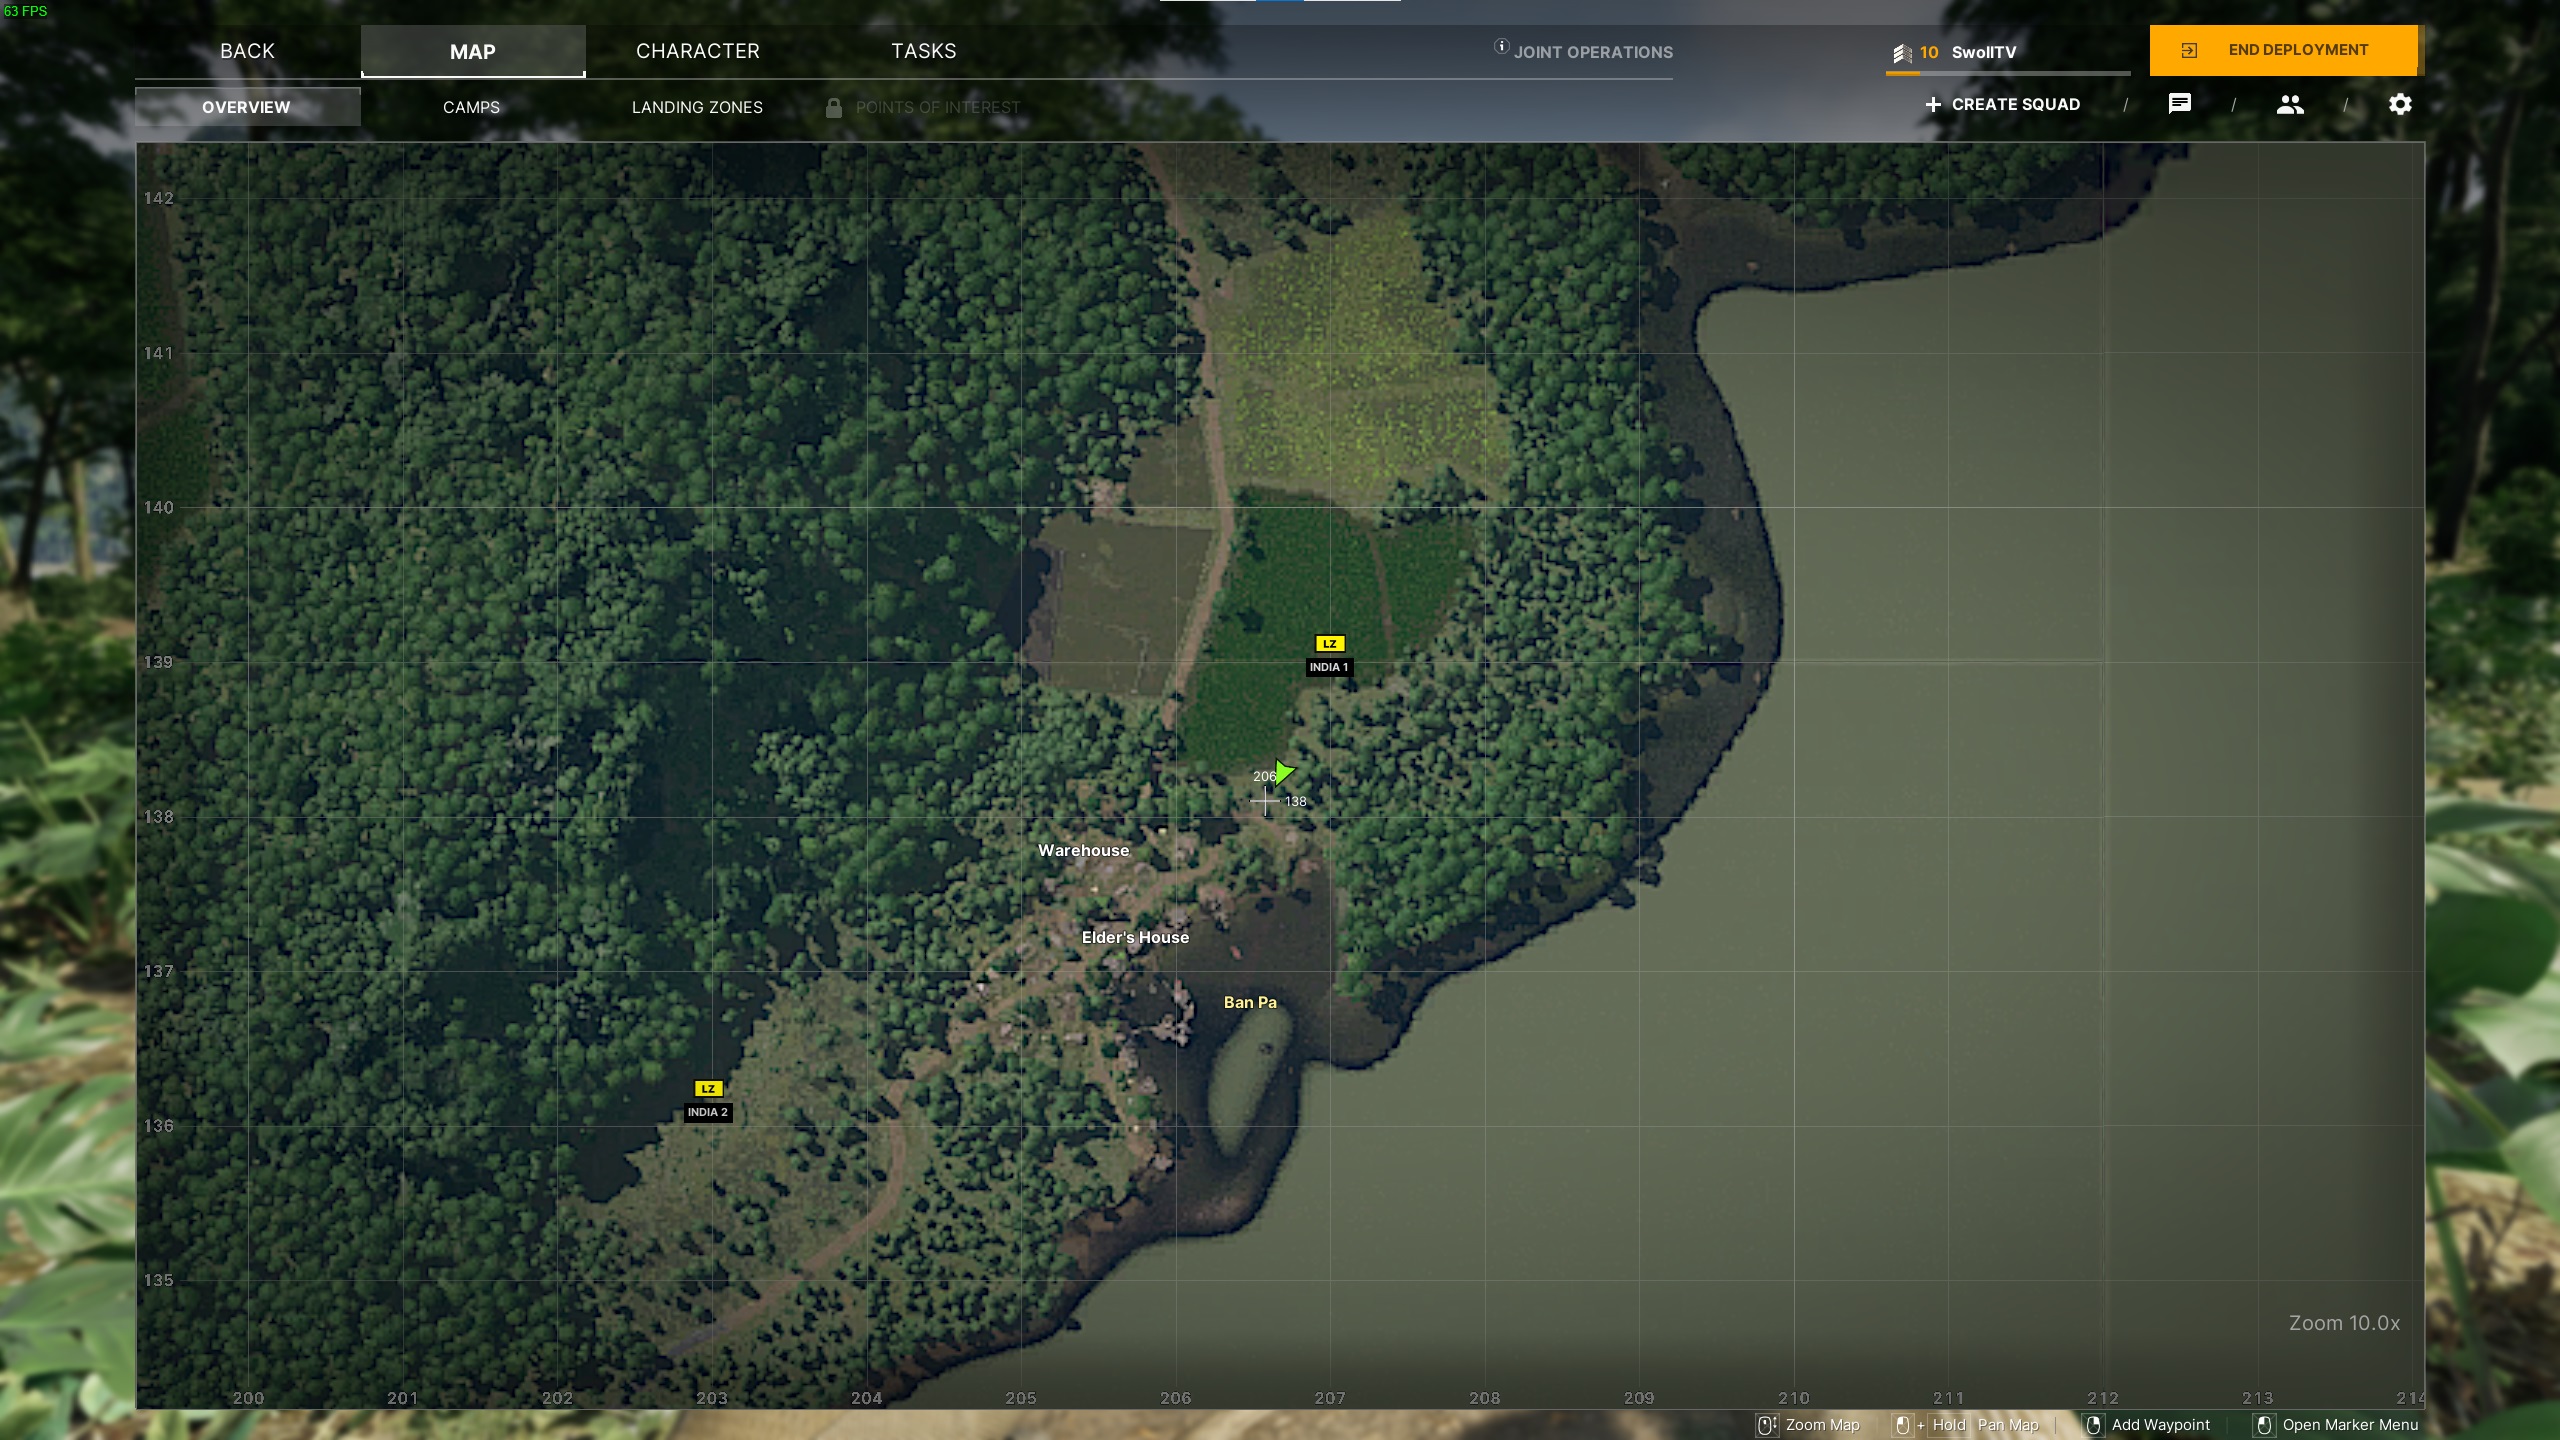 63 FPS
BACK
MAP
CHARACTER
TASKS
JOINT OPERATIONS
10 SwollTV
END DEPLOYMENT
OVERVIEW
CAMPS
LANDING ZONES
POINTS OF INTEREST
CREATE SQUAD
142
141
140
LZ
INDIA 1
139
206
138
138
Warehouse
Elder's House
137
Ban Pa
LZ
INDIA 2
136
135
Zoom 10.0x
200 201 202 203 204 205 206 207 208 209 210 211 212 213 214
Zoom Map + Hold Pan Map Add Waypoint Open Marker Menu